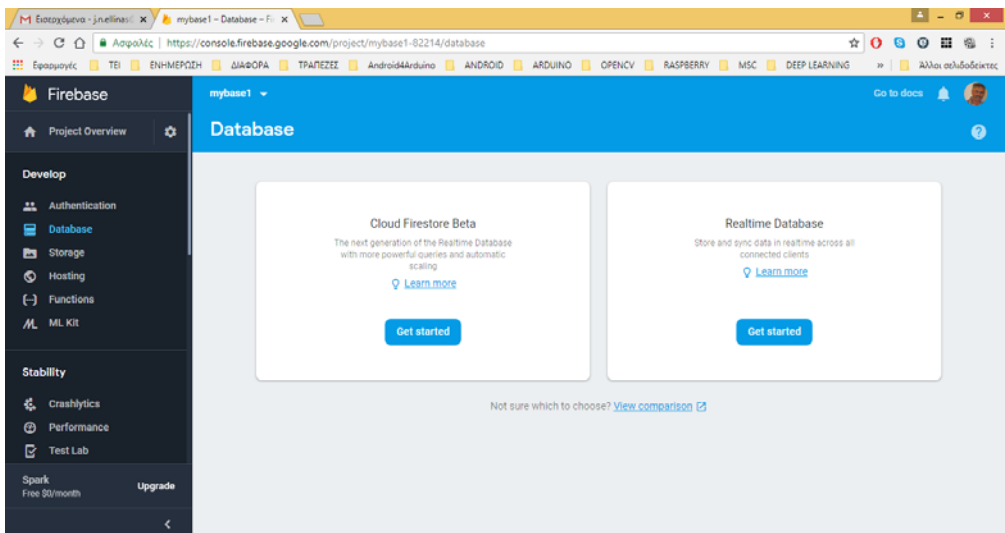 Εισερχόμενα - j.n.ellinas@
mybase1 – Database – Fi
Ασφαλές | https://console.firebase.google.com/project/mybase1-82214/database
Εφαρμογές TEI ΕΝΗΜΕΡΩΣΗ ΔΙΑΦΟΡΑ ΤΡΑΠΕΖΕΣ Android4Arduino ANDROID ARDUINO OPENCV RASPBERRY MSC DEEP LEARNING » Άλλοι σελιδοδείκτες
Firebase
mybase1
Go to docs
Project Overview
Database
Develop
Authentication
Database
Storage
Hosting
Functions
ML Kit
Stability
Crashlytics
Performance
Test Lab
Spark
Free $0/month
Upgrade
Cloud Firestore Beta
The next generation of the Realtime Database
with more powerful queries and automatic
scaling
Learn more
Get started
Realtime Database
Store and sync data in realtime across all
connected clients
Learn more
Get started
Not sure which to choose? View comparison